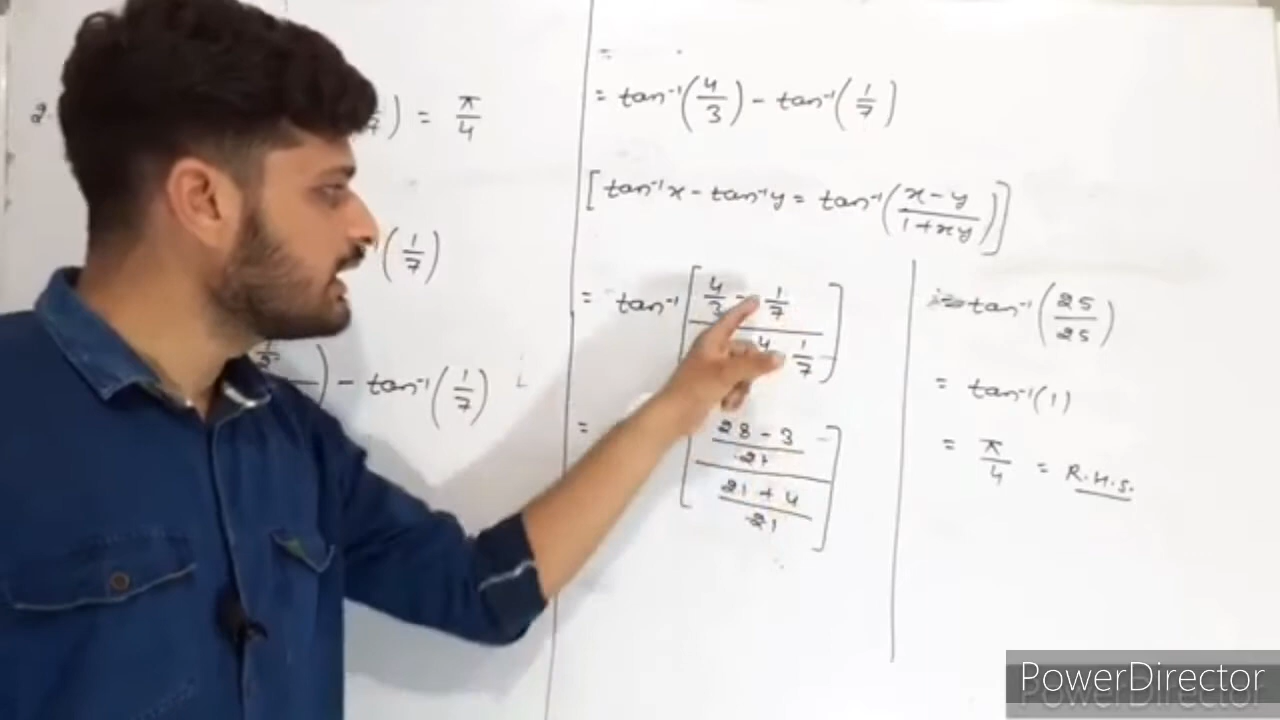 2.
) = π/4
(1/7)
) - tan⁻¹(1/7)
=
= tan⁻¹(4/3) - tan⁻¹(1/7)
[tan⁻¹x - tan⁻¹y = tan⁻¹((x-y)/(1+xy))]
= tan⁻¹[(4/3 - 1/7)/( 4 1/7)]
= [((28-3)/21)/((21+4)/21)]
= tan⁻¹(25/25)
= tan⁻¹(1)
= π/4 = R.H.S.
PowerDirector